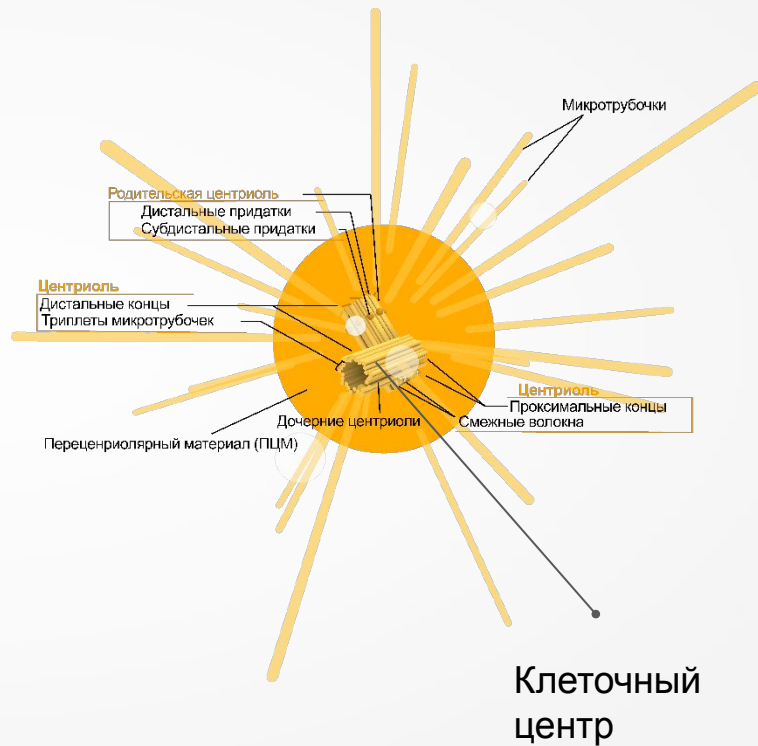 Микротрубочки
Родительская центриоль
Дистальные придатки
Субдистальные придатки
Центриоль
Дистальные концы
Триплеты микротрубочек
Центриоль
Проксимальные концы
Дочерние центриоли
Смежные волокна
Переценриолярный материал (ПЦМ)
Клеточный
центр